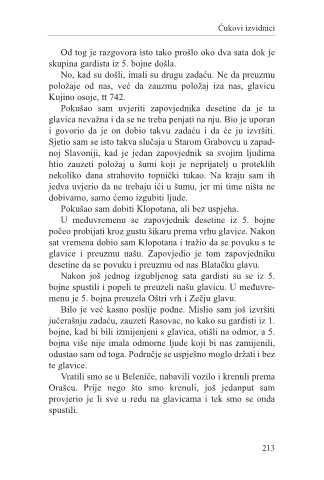 Ćukovi izvidnici
Od tog je razgovora isto tako prošlo oko dva sata dok je
skupina gardista iz 5. bojne došla.
No, kad su došli, imali su drugu zadaću. Ne da preuzmu
položaje od nas, već da zauzmu položaj iza nas, glavicu
Kujino osoje, tt 742.
Pokušao sam uvjeriti zapovjednika desetine da je ta
glavica nevažna i da se ne treba penjati na nju. Bio je uporan
i govorio da je on dobio takvu zadaću i da će ju izvršiti.
Sjetio sam se isto takva slučaja u Starom Grabovcu u zapad-
noj Slavoniji, kad je jedan zapovjednik sa svojim ljudima
htio zauzeti položaj u šumi koji je neprijatelj u proteklih
nekoliko dana strahovito topnički tukao. Na kraju sam ih
jedva uvjerio da ne trebaju ići u šumu, jer mi time ništa ne
dobivamo, samo ćemo izgubiti ljude.
Pokušao sam dobiti Klopotana, ali bez uspjeha.
U međuvremenu se zapovjednik desetine iz 5. bojne
počeo probijati kroz gustu šikaru prema vrhu glavice. Nakon
sat vremena dobio sam Klopotana i tražio da se povuku s te
glavice i preuzmu našu. Zapovjedio je tom zapovjedniku
desetine da se povuku i preuzmu od nas Blatačku glavu.
Nakon još jednog izgubljenog sata gardisti su se iz 5.
bojne spustili i popeli te preuzeli našu glavicu. U međuvre-
menu je 5. bojna preuzela Oštri vrh i Zečju glavu.
Bilo je već kasno poslije podne. Mislio sam još izvršiti
jučerašnju zadaću, zauzeti Rasovac, no kako su gardisti iz 1.
bojne, kad bi bili izmijenjeni s glavica, otišli na odmor, a 5.
bojna više nije imala odmorne ljude koji bi nas zamijenili,
odustao sam od toga. Područje se uspješno moglo držati i bez
te glavice.
Vratili smo se u Beleniće, nabavili vozilo i krenuli prema
Orašcu. Prije nego što smo krenuli, još jedanput sam
provjerio je li sve u redu na glavicama i tek smo se onda
spustili.
213